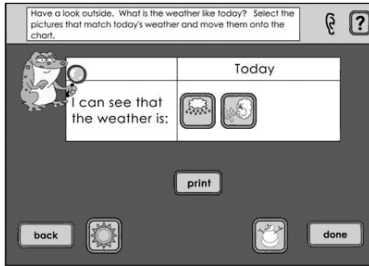 Have a look outside. What is the weather like today? Select the
pictures that match today's weather and move them onto the
chart.
?
Today
I can see that
the weather is:
print
back
done